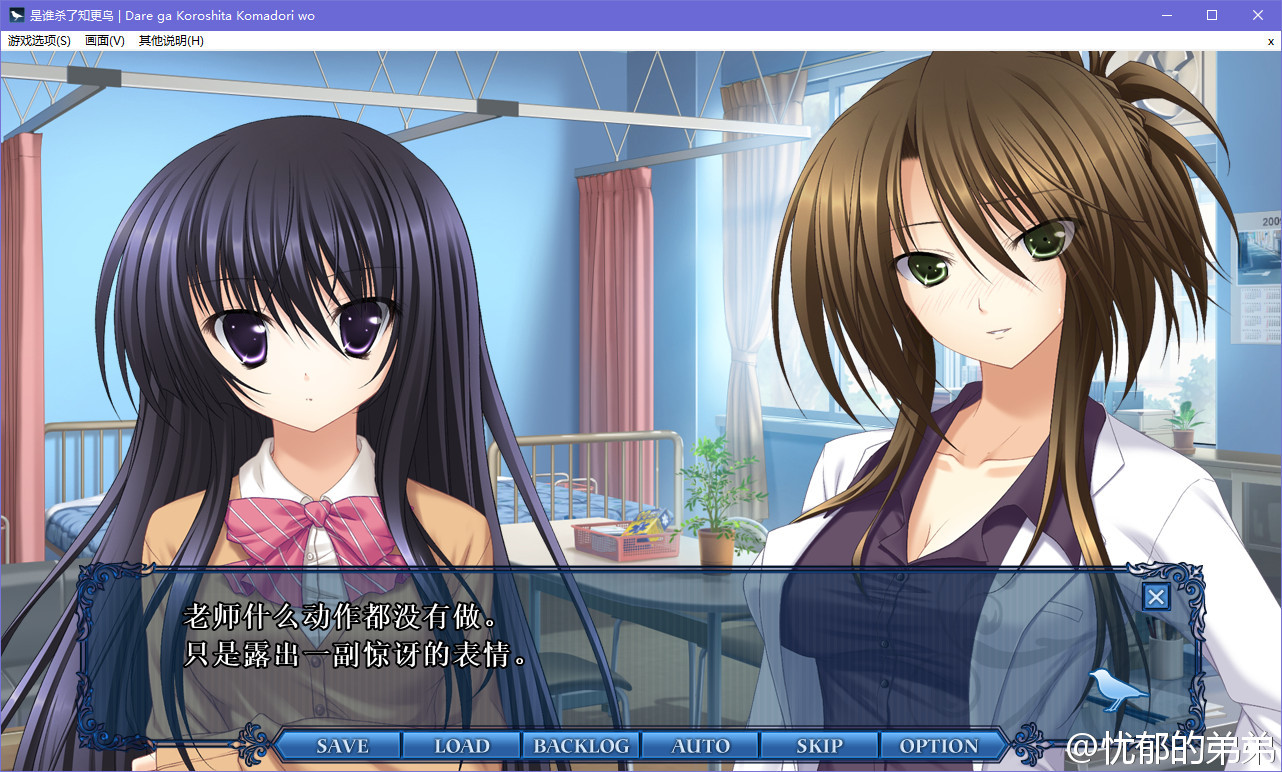 是谁杀了知更鸟 | Dare ga Koroshita Komadori wo
游戏选项(S) 画面(V) 其他说明(H) x
200
老师什么动作都没有做。
只是露出一副惊讶的表情。
SAVE LOAD BACKLOG AUTO SKIP OPTION
@忧郁的弟弟